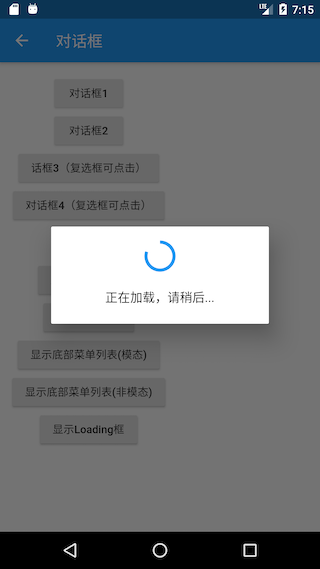 LTE 7:15
对话框
对话框1
对话框2
话框3（复选框可点击）
对话框4（复选框可点击）
正在加载，请稍后...
显示底部菜单列表(模态)
显示底部菜单列表(非模态)
显示Loading框